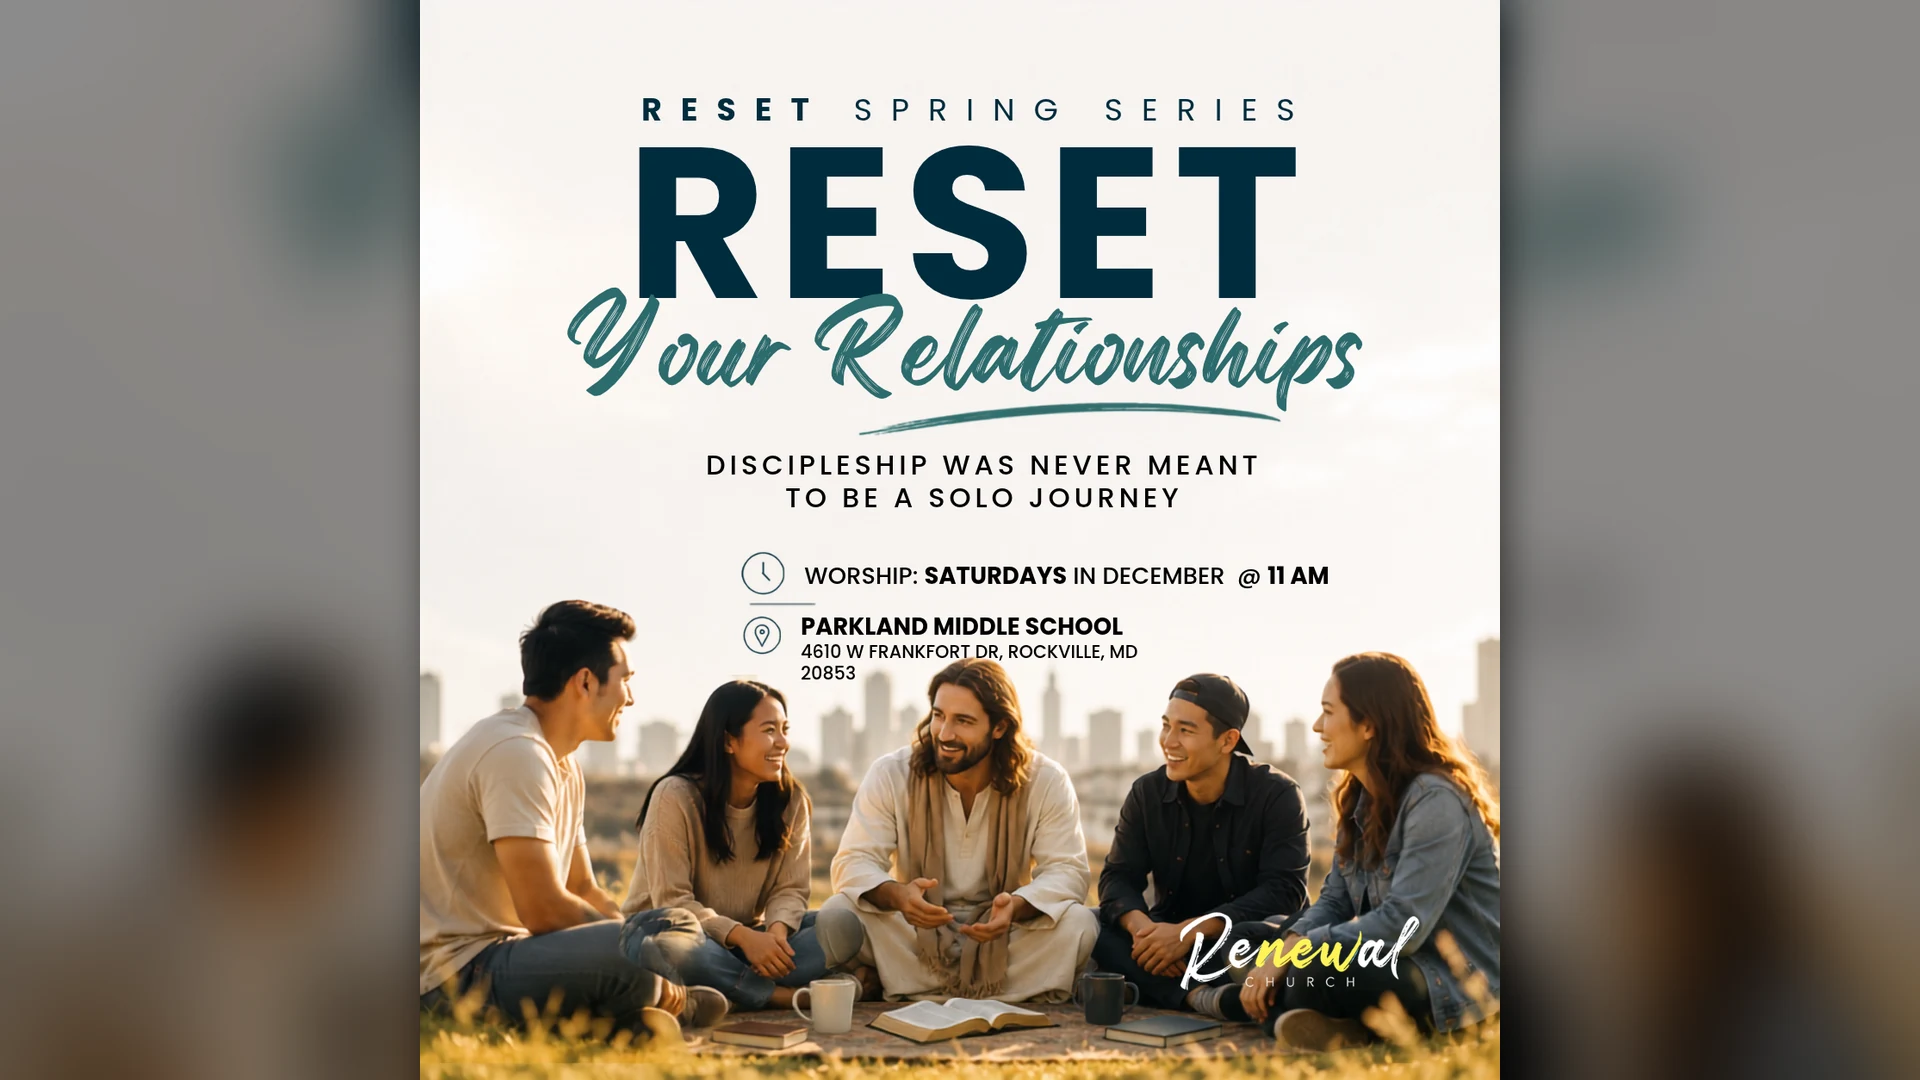 RESET SPRING SERIES
RESET
Your Relationships
DISCIPLESHIP WAS NEVER MEANT
TO BE A SOLO JOURNEY
WORSHIP: SATURDAYS IN DECEMBER @ 11 AM
PARKLAND MIDDLE SCHOOL
4610 W FRANKFORT DR, ROCKVILLE, MD
20853
Renewal
CHURCH